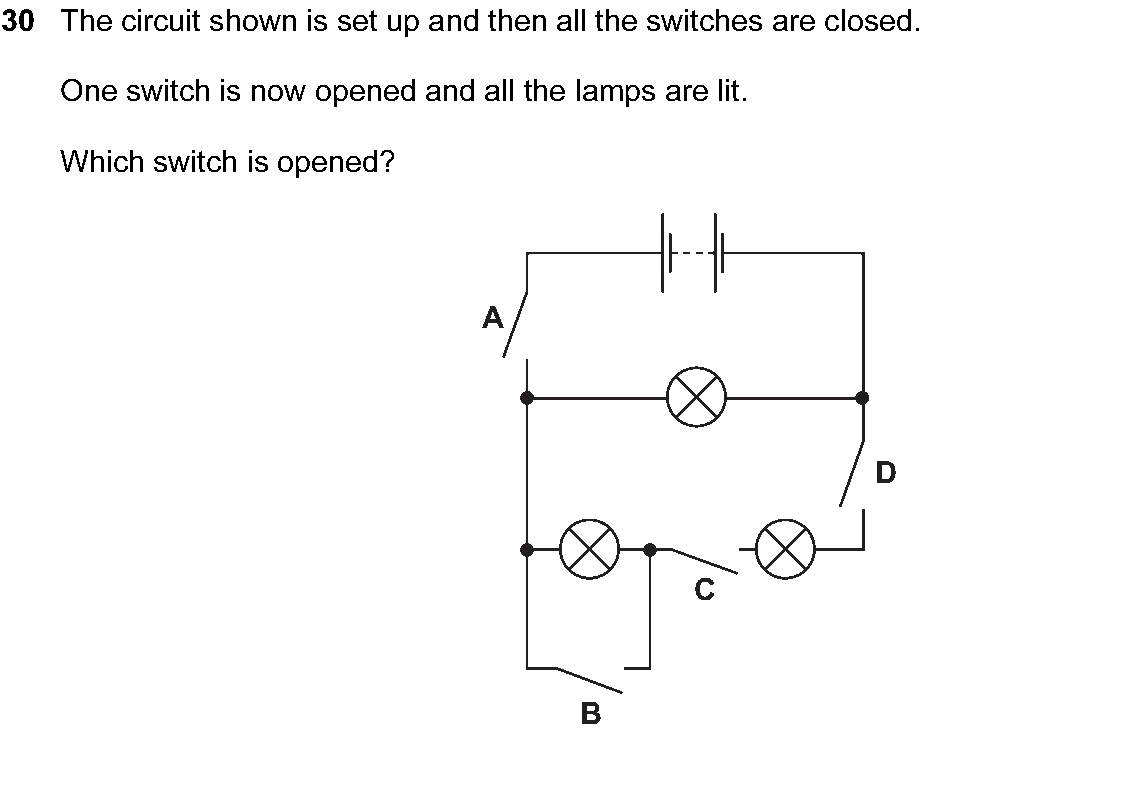 30 The circuit shown is set up and then all the switches are closed.
One switch is now opened and all the lamps are lit.
Which switch is opened?
A
D
C
B